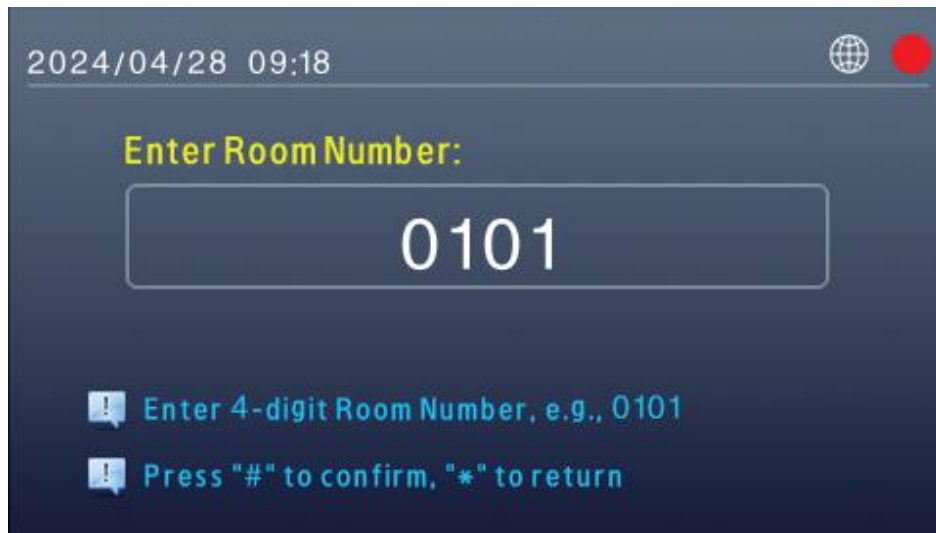 2024/04/28 09:18
Enter Room Number:
0101
Enter 4-digit Room Number, e.g., 0101
Press "#" to confirm, "*" to return